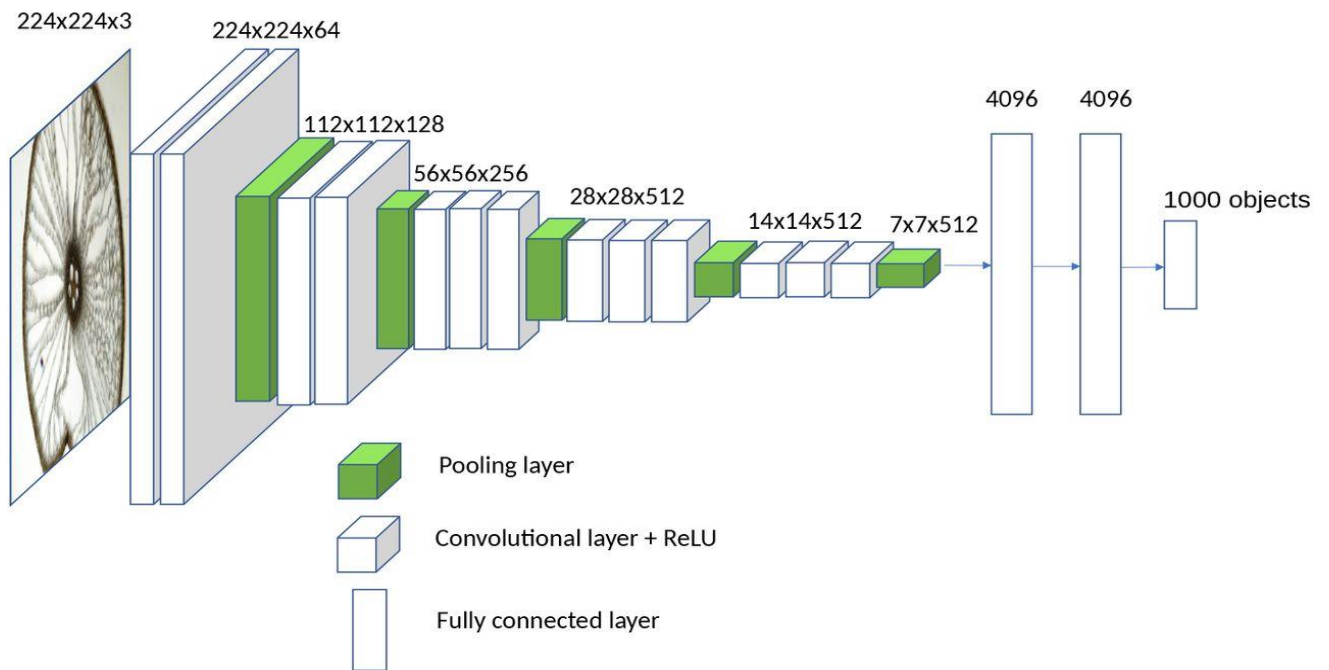 224x224x3
224x224x64
112x112x128
56x56x256
28x28x512
14x14x512
7x7x512
4096
4096
1000 objects
Pooling layer
Convolutional layer + ReLU
Fully connected layer